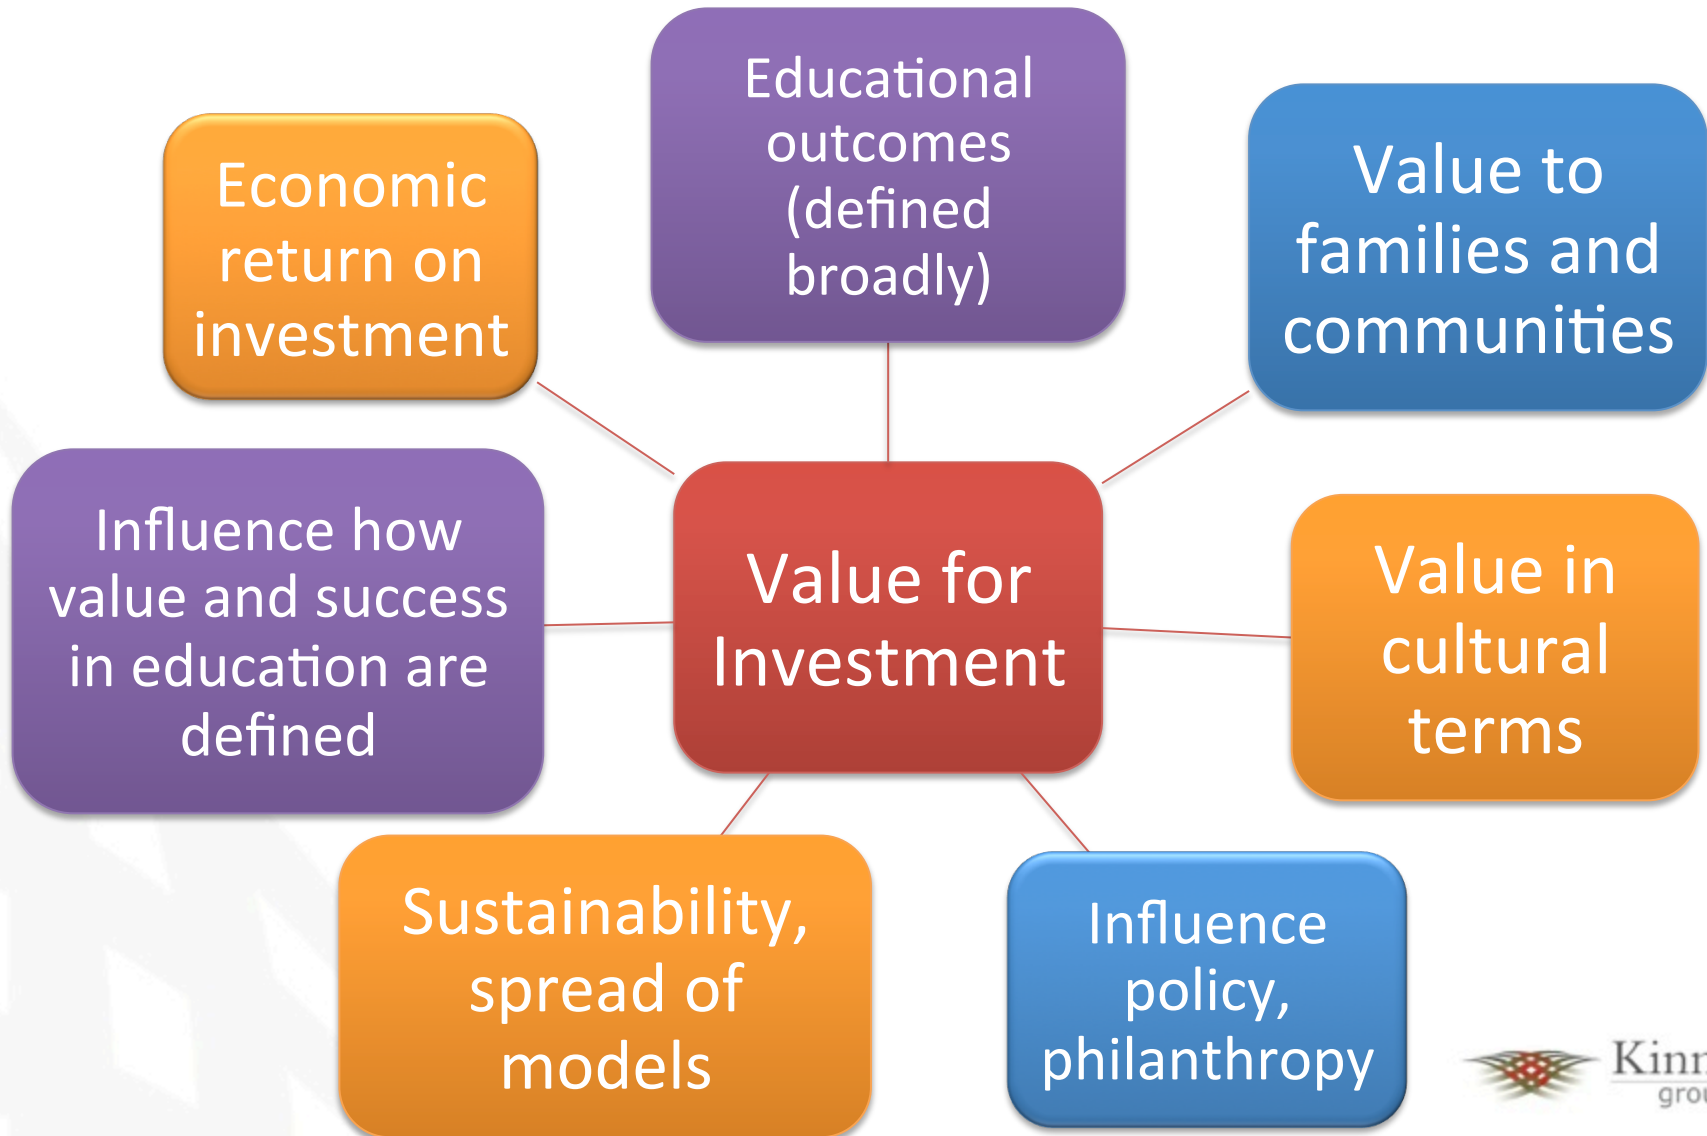 Educational
outcomes
(defined
broadly)
Economic
return on
investment
Value to
families and
communities
Influence how
value and success
in education are
defined
Value for
Investment
Value in
cultural
terms
Sustainability,
spread of
models
Influence
policy,
philanthropy